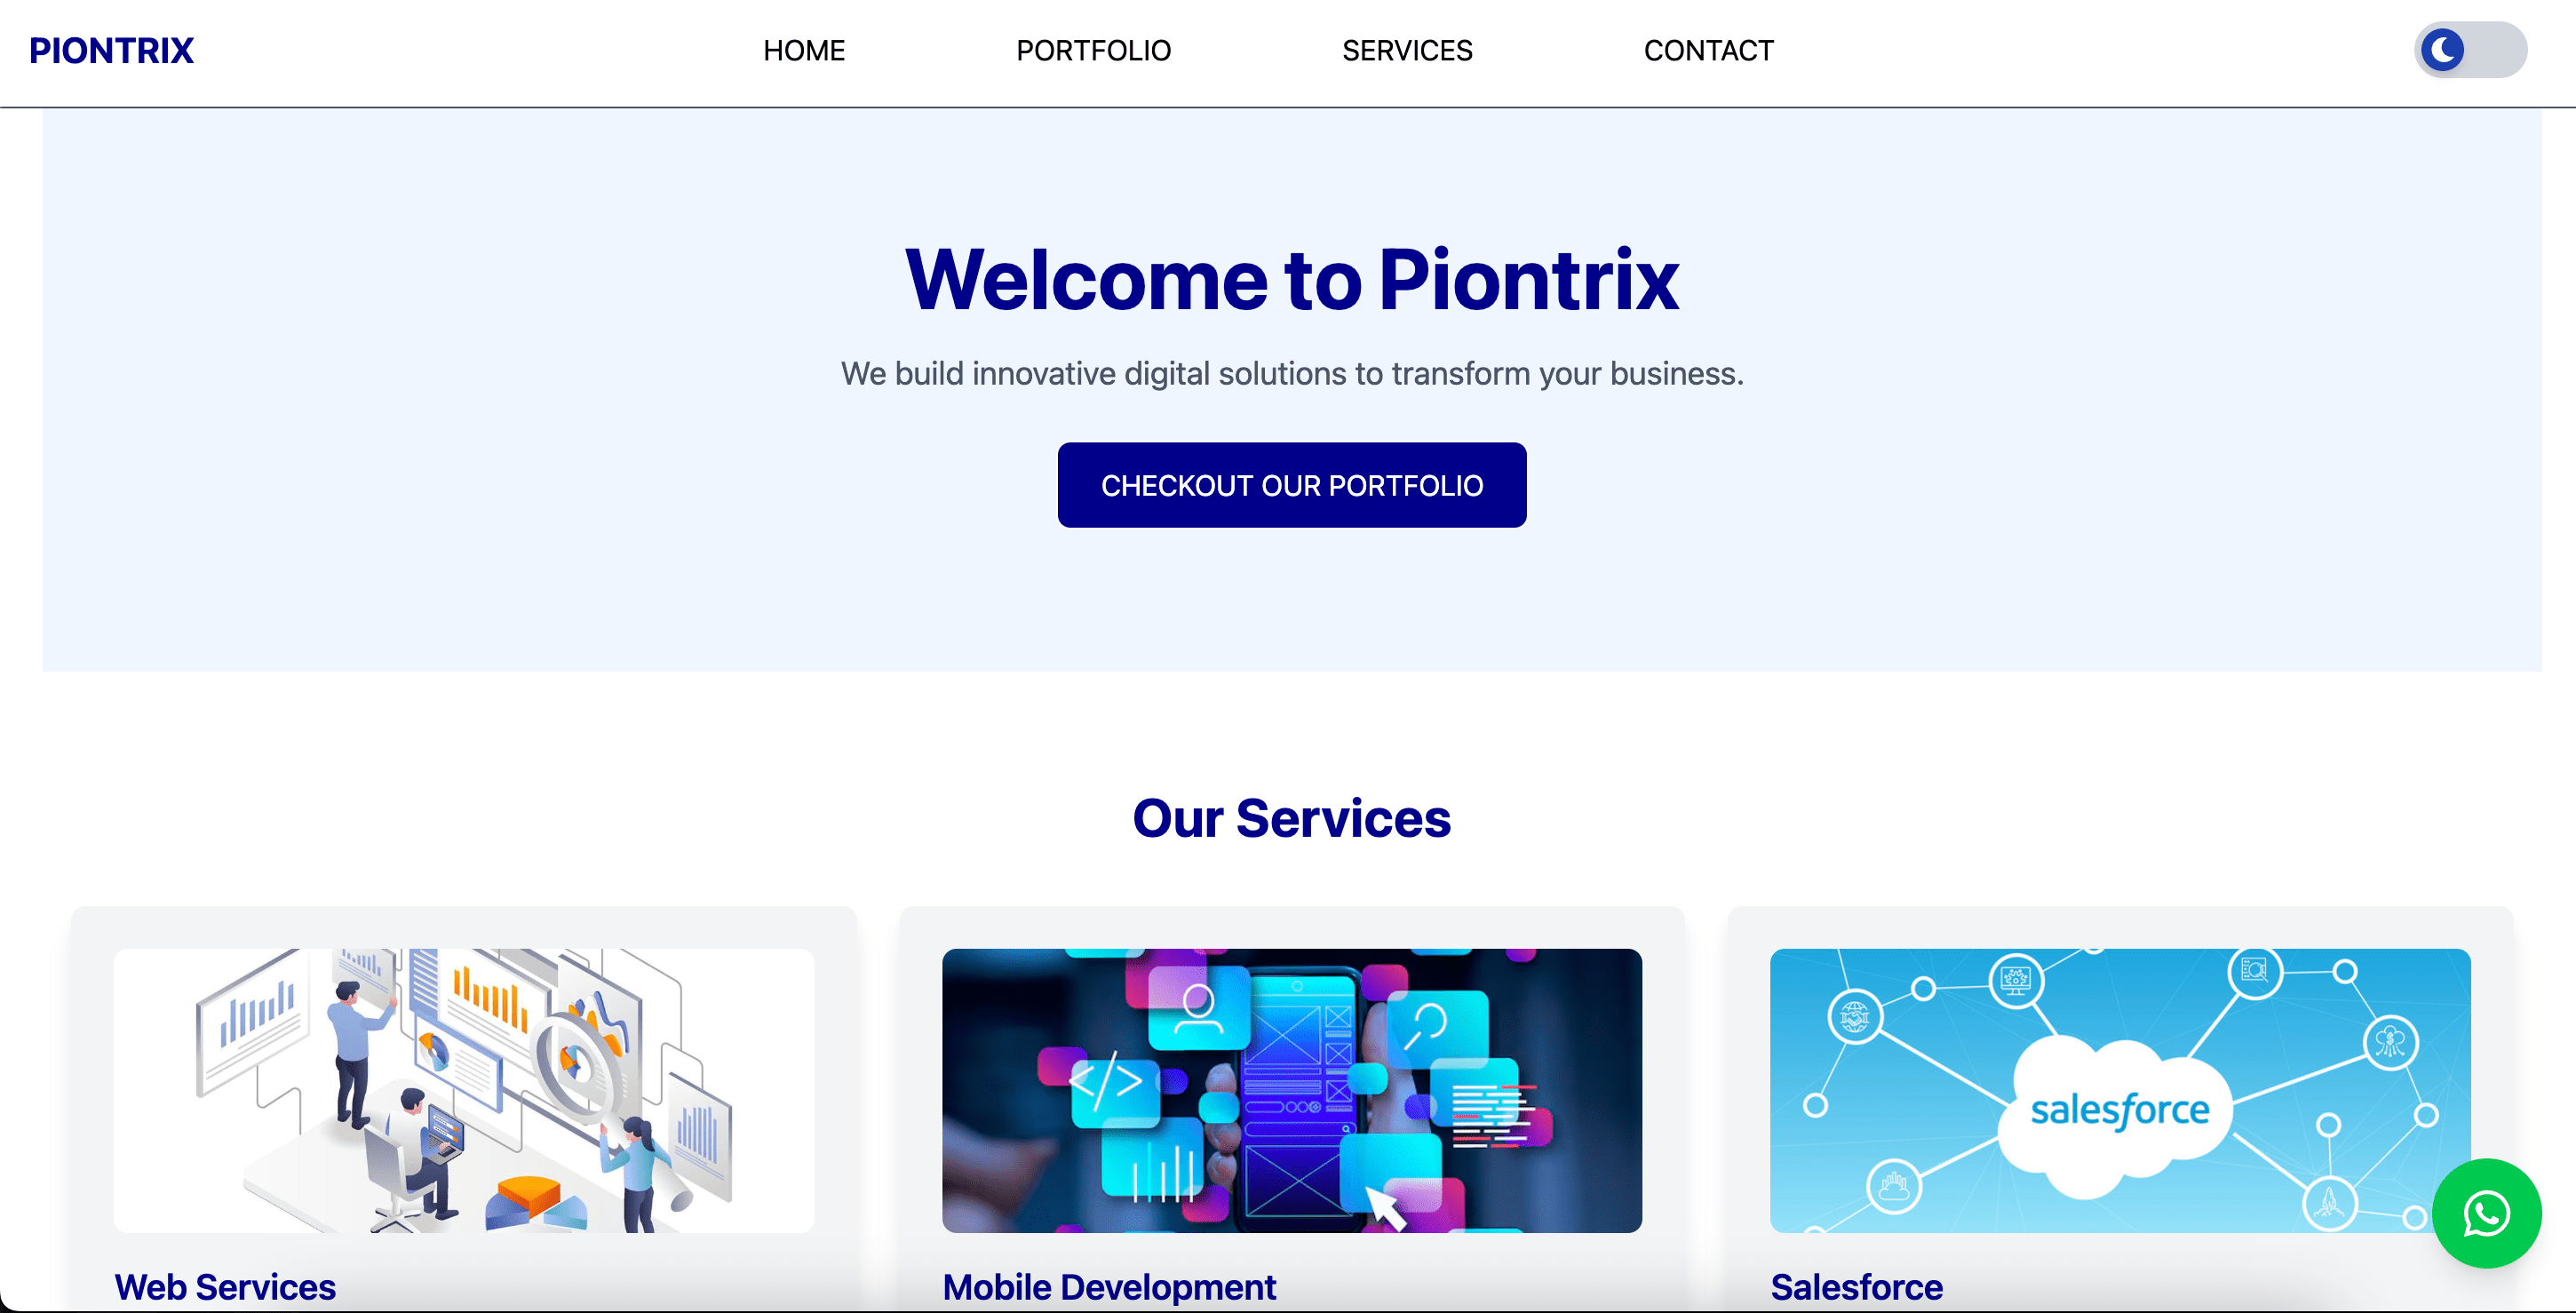 PIONTRIX
HOME
PORTFOLIO
SERVICES
CONTACT
Welcome to Piontrix
We build innovative digital solutions to transform your business.
CHECKOUT OUR PORTFOLIO
Our Services
</>
salesforce
Web Services
Mobile Development
Salesforce